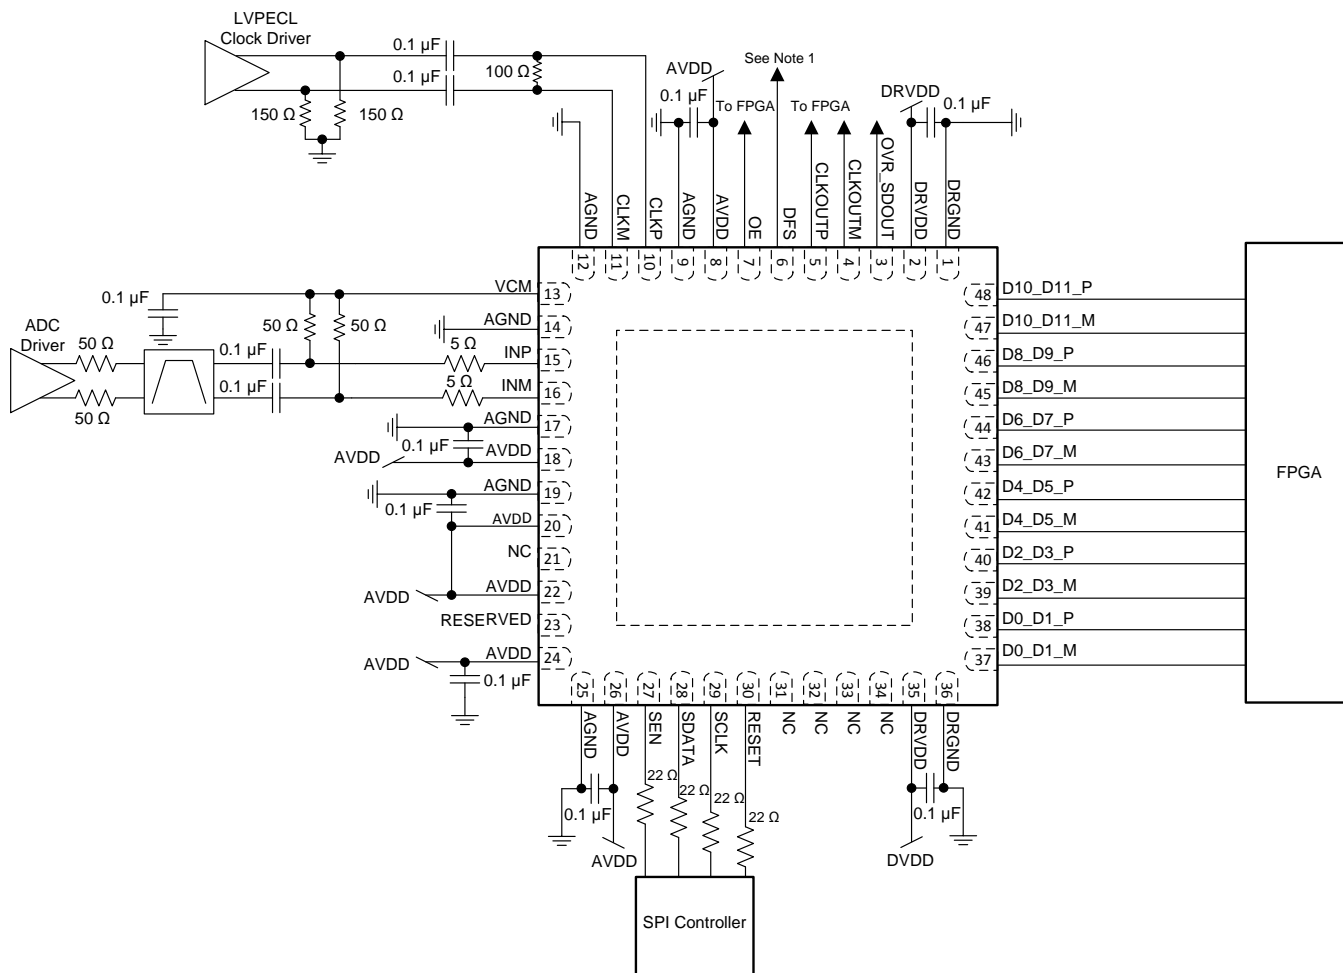 LVPECL
Clock Driver
0.1 µF
0.1 µF
100 Ω
150 Ω
150 Ω
See Note 1
AVDD
0.1 µF
To FPGA
To FPGA
DRVDD
0.1 µF
AGND
CLKM
CLKP
AGND
AVDD
OE
DFS
CLKOUTP
CLKOUTM
OVR_SDOUT
DRVDD
DRGND
12
11
10
9
8
7
6
5
4
3
2
1
0.1 µF
ADC
Driver
50 Ω
50 Ω
0.1 µF
0.1 µF
50 Ω
50 Ω
5 Ω
5 Ω
VCM
13
AGND
14
INP
15
INM
16
AGND
17
0.1 µF
AVDD
AVDD
18
AGND
19
0.1 µF
AVDD
20
NC
21
AVDD
AVDD
22
RESERVED
23
AVDD
AVDD
24
0.1 µF
48
D10_D11_P
47
D10_D11_M
46
D8_D9_P
45
D8_D9_M
44
D6_D7_P
43
D6_D7_M
42
D4_D5_P
41
D4_D5_M
40
D2_D3_P
39
D2_D3_M
38
D0_D1_P
37
D0_D1_M
FPGA
25
26
27
28
29
30
31
32
33
34
35
36
AGND
AVDD
SEN
SDATA
SCLK
RESET
NC
NC
NC
NC
DRVDD
DRGND
22 Ω
22 Ω
22 Ω
22 Ω
0.1 µF
0.1 µF
AVDD
DVDD
SPI Controller